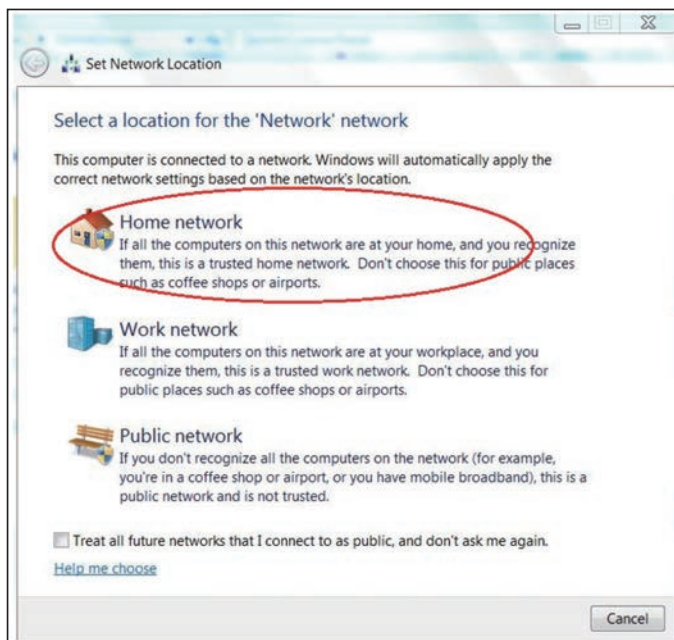 Set Network Location
Select a location for the 'Network' network
This computer is connected to a network. Windows will automatically apply the
correct network settings based on the network's location.
Home network
If all the computers on this network are at your home, and you recognize
them, this is a trusted home network. Don't choose this for public places
such as coffee shops or airports.
Work network
If all the computers on this network are at your workplace, and you
recognize them, this is a trusted work network. Don't choose this for
public places such as coffee shops or airports.
Public network
If you don't recognize all the computers on the network (for example,
you're in a coffee shop or airport, or you have mobile broadband), this is a
public network and is not trusted.
Treat all future networks that I connect to as public, and don't ask me again.
Help me choose
Cancel